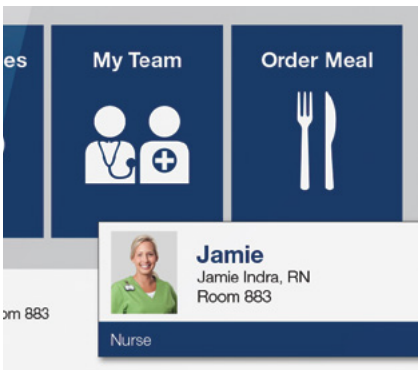 es
My Team
Order Meal
Jamie
Jamie Indra, RN
Room 883
om 883
Nurse